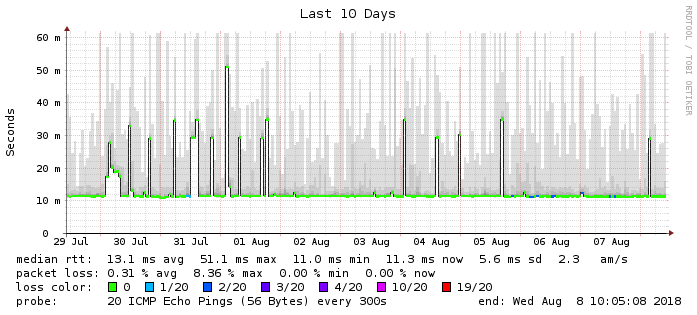 Last 10 Days
RRDTOOL / TOBI OETIKER
Seconds
60 m
50 m
40 m
30 m
20 m
10 m
0
29 Jul 30 Jul 31 Jul 01 Aug 02 Aug 03 Aug 04 Aug 05 Aug 06 Aug 07 Aug
median rtt: 13.1 ms avg 51.1 ms max 11.0 ms min 11.3 ms now 5.6 ms sd 2.3 am/s
packet loss: 0.31 % avg 8.36 % max 0.00 % min 0.00 % now
loss color: 0 1/20 2/20 3/20 4/20 10/20 19/20
probe: 20 ICMP Echo Pings (56 Bytes) every 300s end: Wed Aug 8 10:05:08 2018